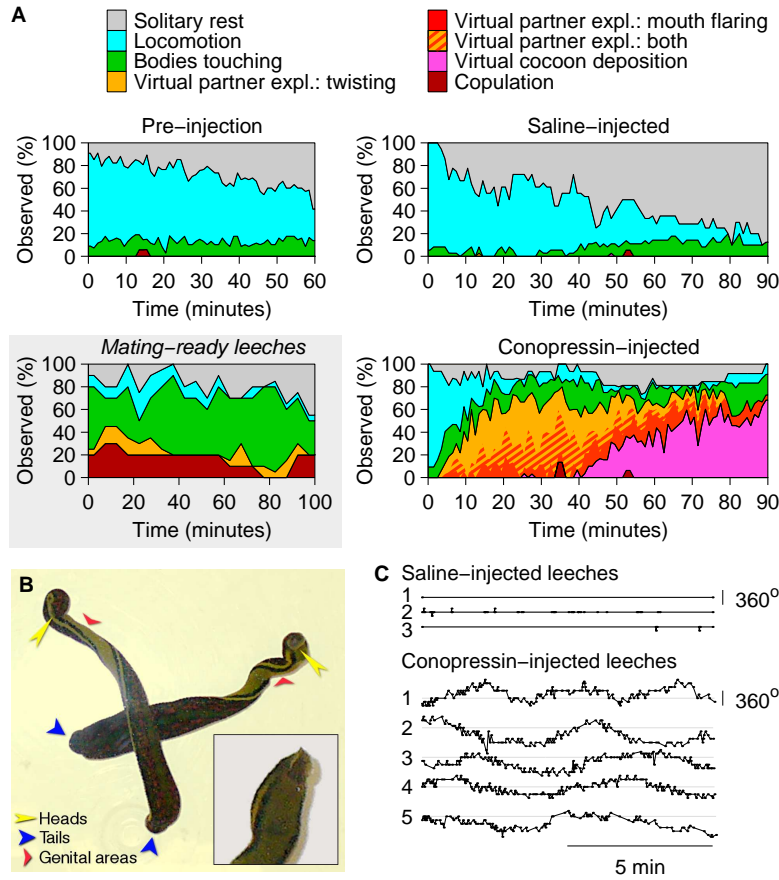 A
Solitary rest
Locomotion
Bodies touching
Virtual partner expl.: twisting
Virtual partner expl.: mouth flaring
Virtual partner expl.: both
Virtual cocoon deposition
Copulation
Pre−injection
Observed (%)
100
80
60
40
20
0
0 10 20 30 40 50 60
Time (minutes)
Saline−injected
Observed (%)
100
80
60
40
20
0
0 10 20 30 40 50 60 70 80 90
Time (minutes)
Mating−ready leeches
Observed (%)
100
80
60
40
20
0
0 20 40 60 80 100
Time (minutes)
Conopressin−injected
Observed (%)
100
80
60
40
20
0
0 10 20 30 40 50 60 70 80 90
Time (minutes)
B
Heads
Tails
Genital areas
C
Saline−injected leeches
1
2
3
360o
Conopressin−injected leeches
1
2
3
4
5
360o
5 min